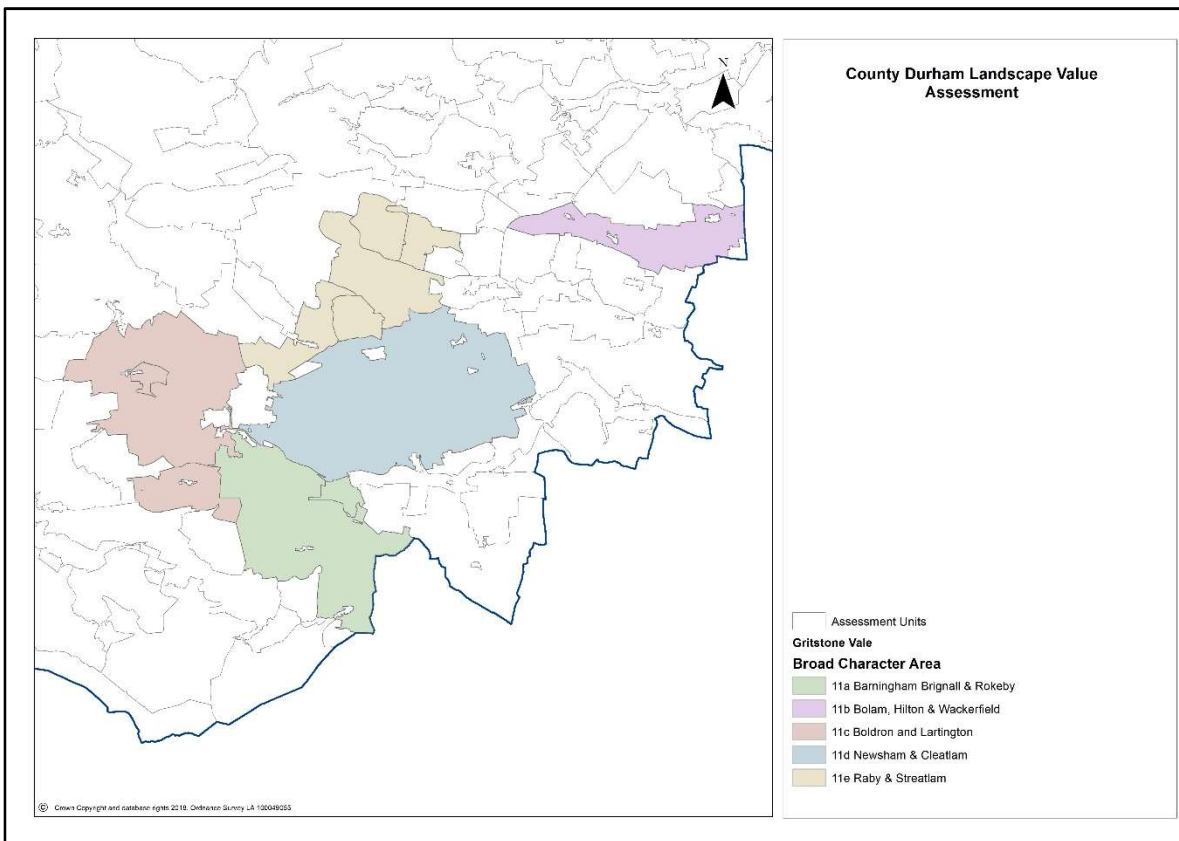 N
County Durham Landscape Value
Assessment
Assessment Units
Gritstone Vale
Broad Character Area
11a Barningham Brignall & Rokeby
11b Bolam, Hilton & Wackerfield
11c Boldron and Lartington
11d Newsham & Cleatlam
11e Raby & Streatlam
© Crown Copyright and database rights 2018. Ordnance Survey LA 100049055